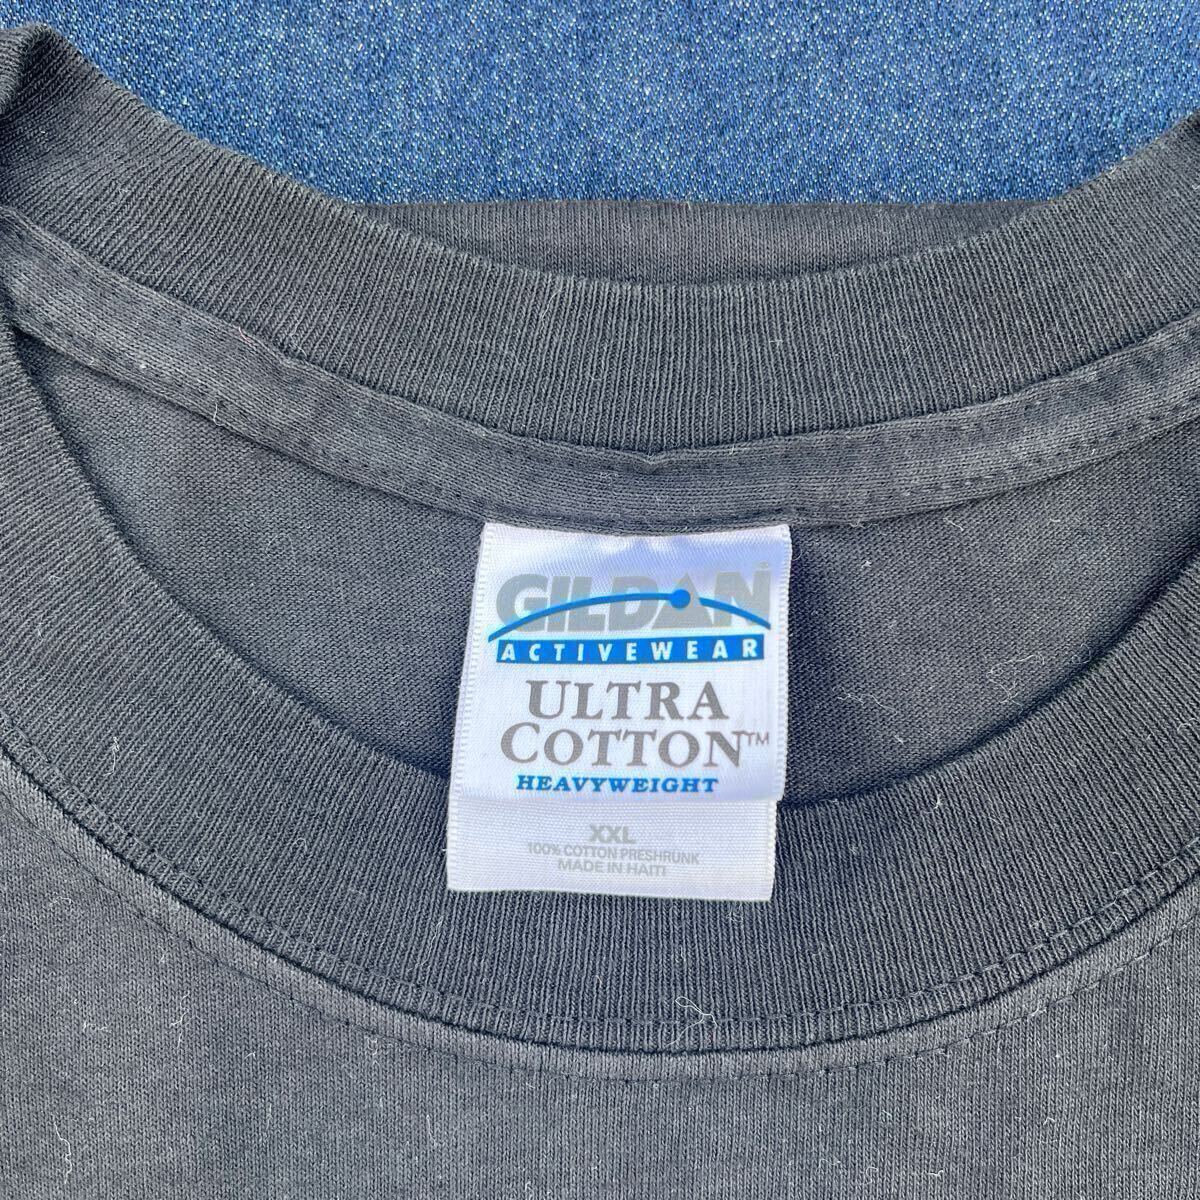 GILDAN®
ACTIVEWEAR
ULTRA
COTTON™
HEAVYWEIGHT
XXL
100% COTTON PRESHRUNK
MADE IN HAITI